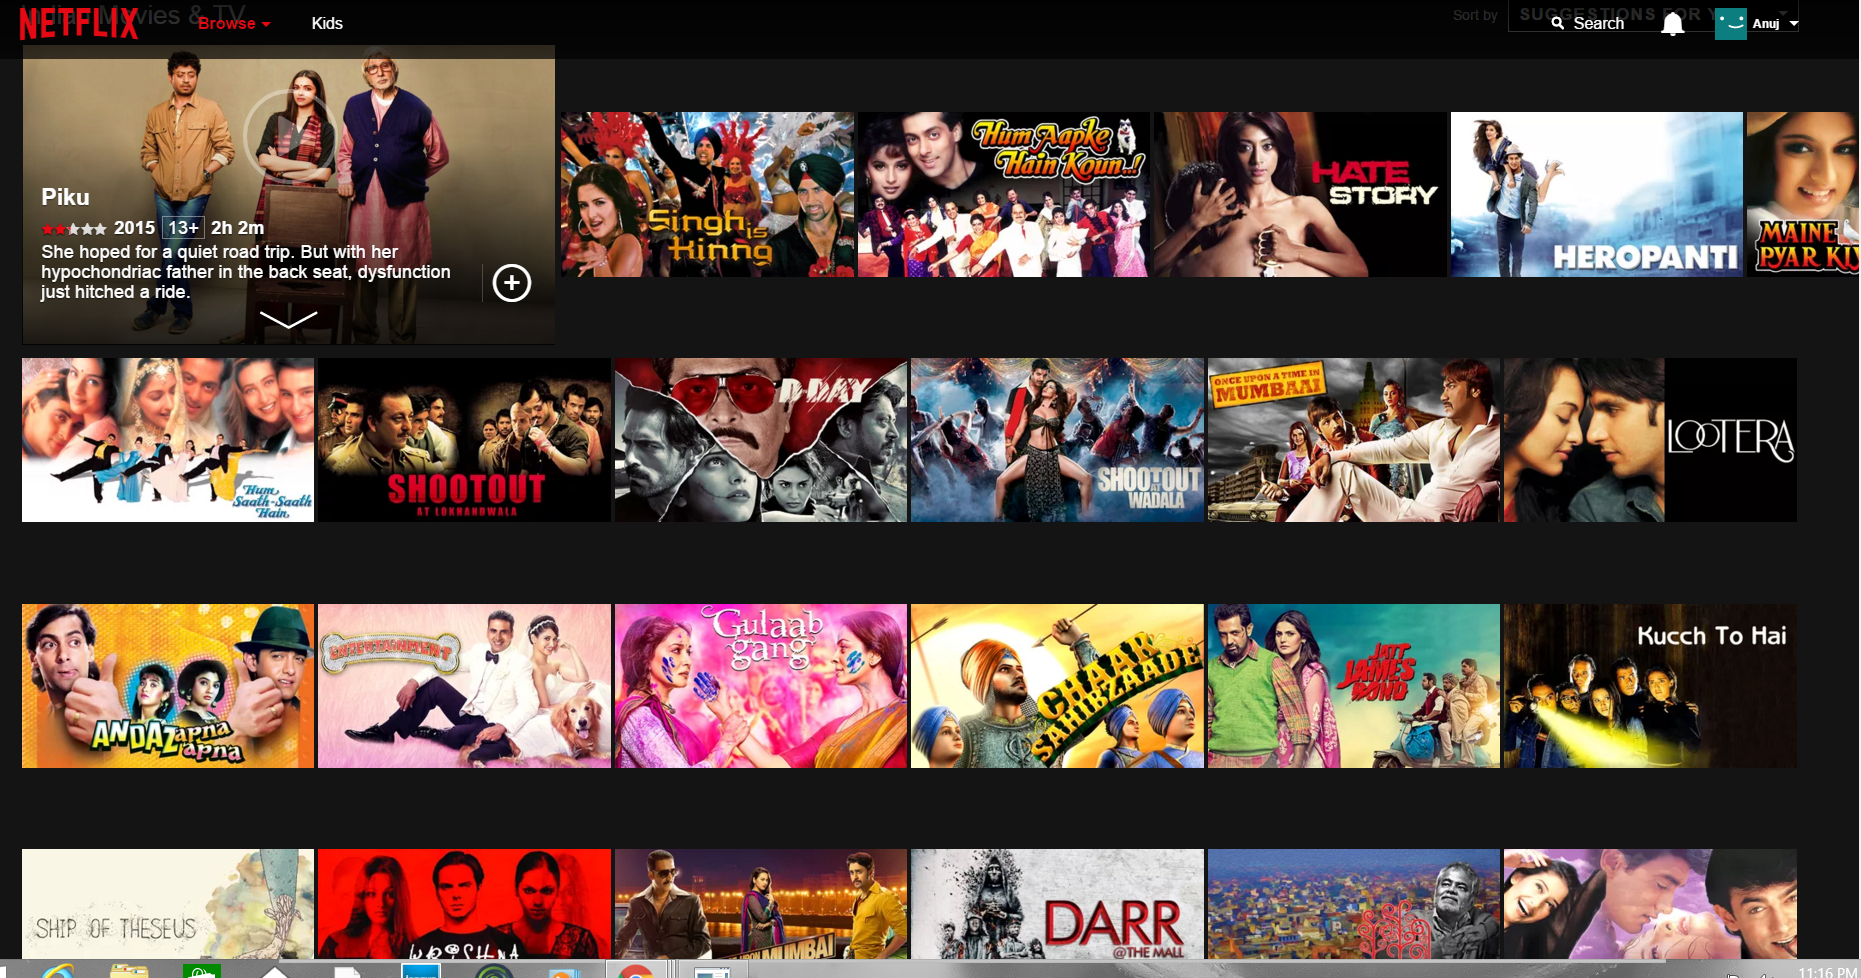 Indian Movies & TV
NETFLIX
Browse
Kids
Sort by
SUGGESTIONS FOR Y
Search
Anuj
Piku
2015 13+ 2h 2m
She hoped for a quiet road trip. But with her
hypochondriac father in the back seat, dysfunction
just hitched a ride.
Singh is
Kinng
Hum Aapke
Hain Koun..!
HATE
STORY
HEROPANTI
MAINE
PYAR KI
Hum
Saath-Saath
Hain
SHOOTOUT
AT LOKHANDWALA
D-DAY
SHOOTOUT
AT
WADALA
ONCE UPON A TIME IN
MUMBAAI
LOOTERA
ANDAZ apna
apna
ENTERTAINMENT
Gulaab
gang
CHAAR
SAHIBZAADE
JATT
JAMES
BOND
KUCCH TO HAI
SHIP OF THESEUS
MUMBAI
DARR
@THE MALL
11:16 PM